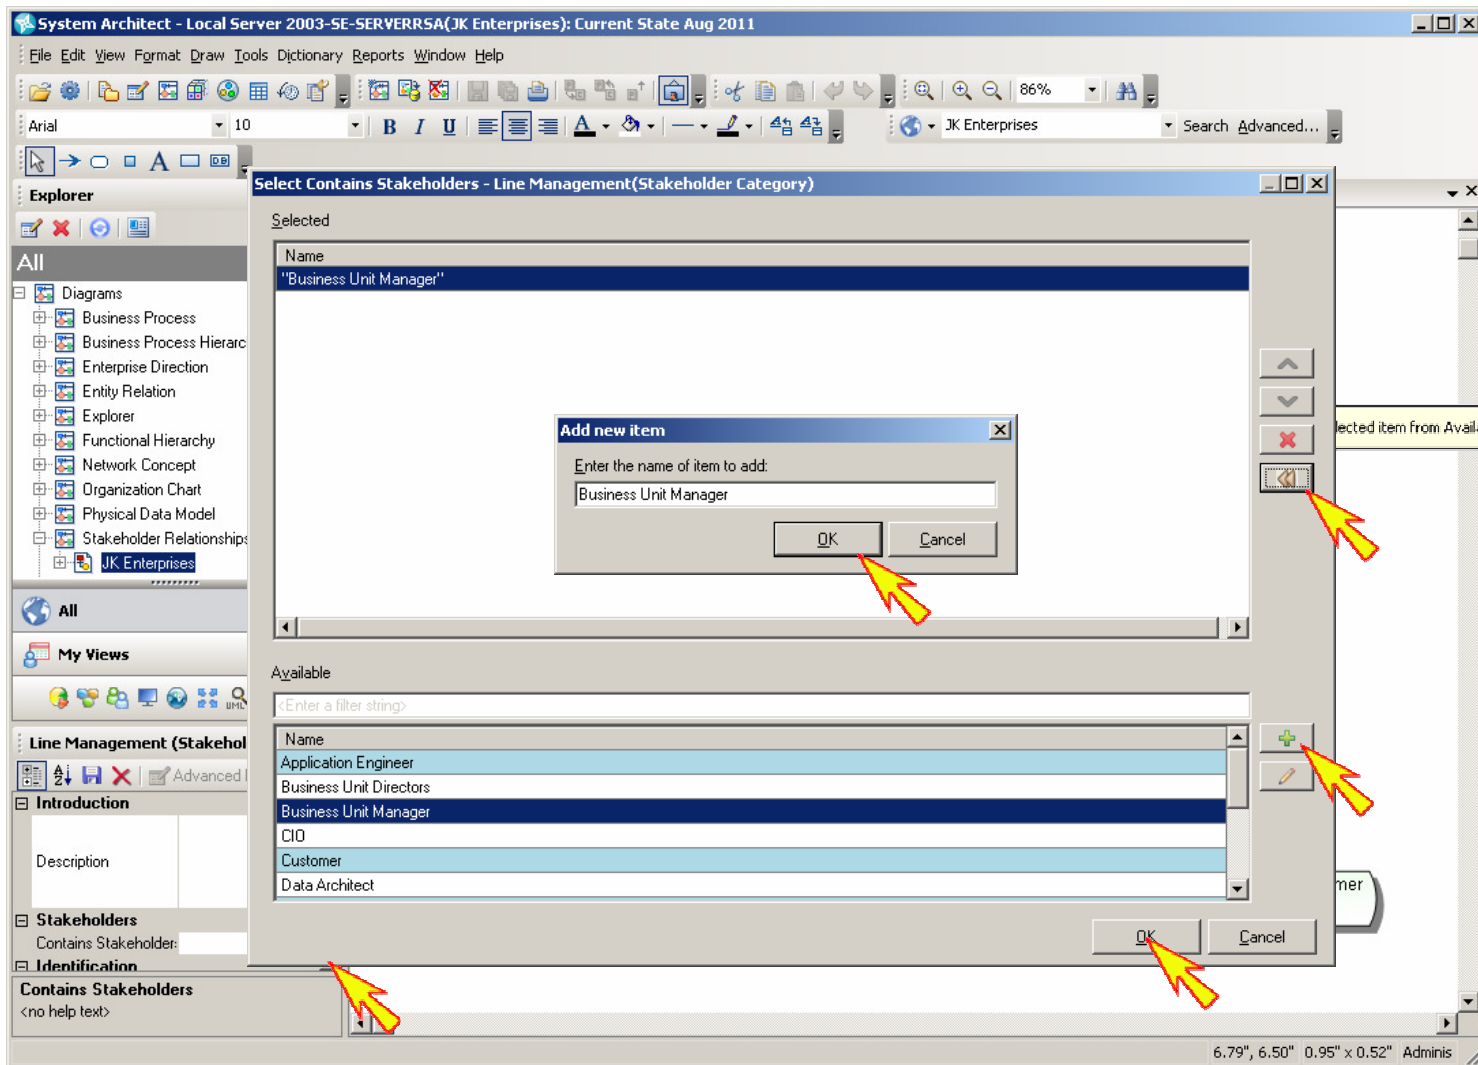 System Architect - Local Server 2003-SE-SERVERRSA(JK Enterprises): Current State Aug 2011
File Edit View Format Draw Tools Dictionary Reports Window Help
86%
Arial 10 B I U A JK Enterprises Search Advanced...
A DB
Explorer
Select Contains Stakeholders - Line Management(Stakeholder Category)
Selected
Name
"Business Unit Manager"
All
Diagrams
Business Process
Business Process Hierarc
Enterprise Direction
Entity Relation
Explorer
Functional Hierarchy
Network Concept
Organization Chart
Physical Data Model
Stakeholder Relationships
JK Enterprises
Add new item
Enter the name of item to add:
Business Unit Manager
OK Cancel
lected item from Avail
All
My Views
UML
Available
<Enter a filter string>
Name
Application Engineer
Business Unit Directors
Business Unit Manager
CIO
Customer
Data Architect
OK Cancel
mer
Line Management (Stakehol
Advanced
Introduction
Description
Stakeholders
Contains Stakeholder:
Identification
Contains Stakeholders
<no help text>
6.79", 6.50" 0.95" x 0.52" Adminis